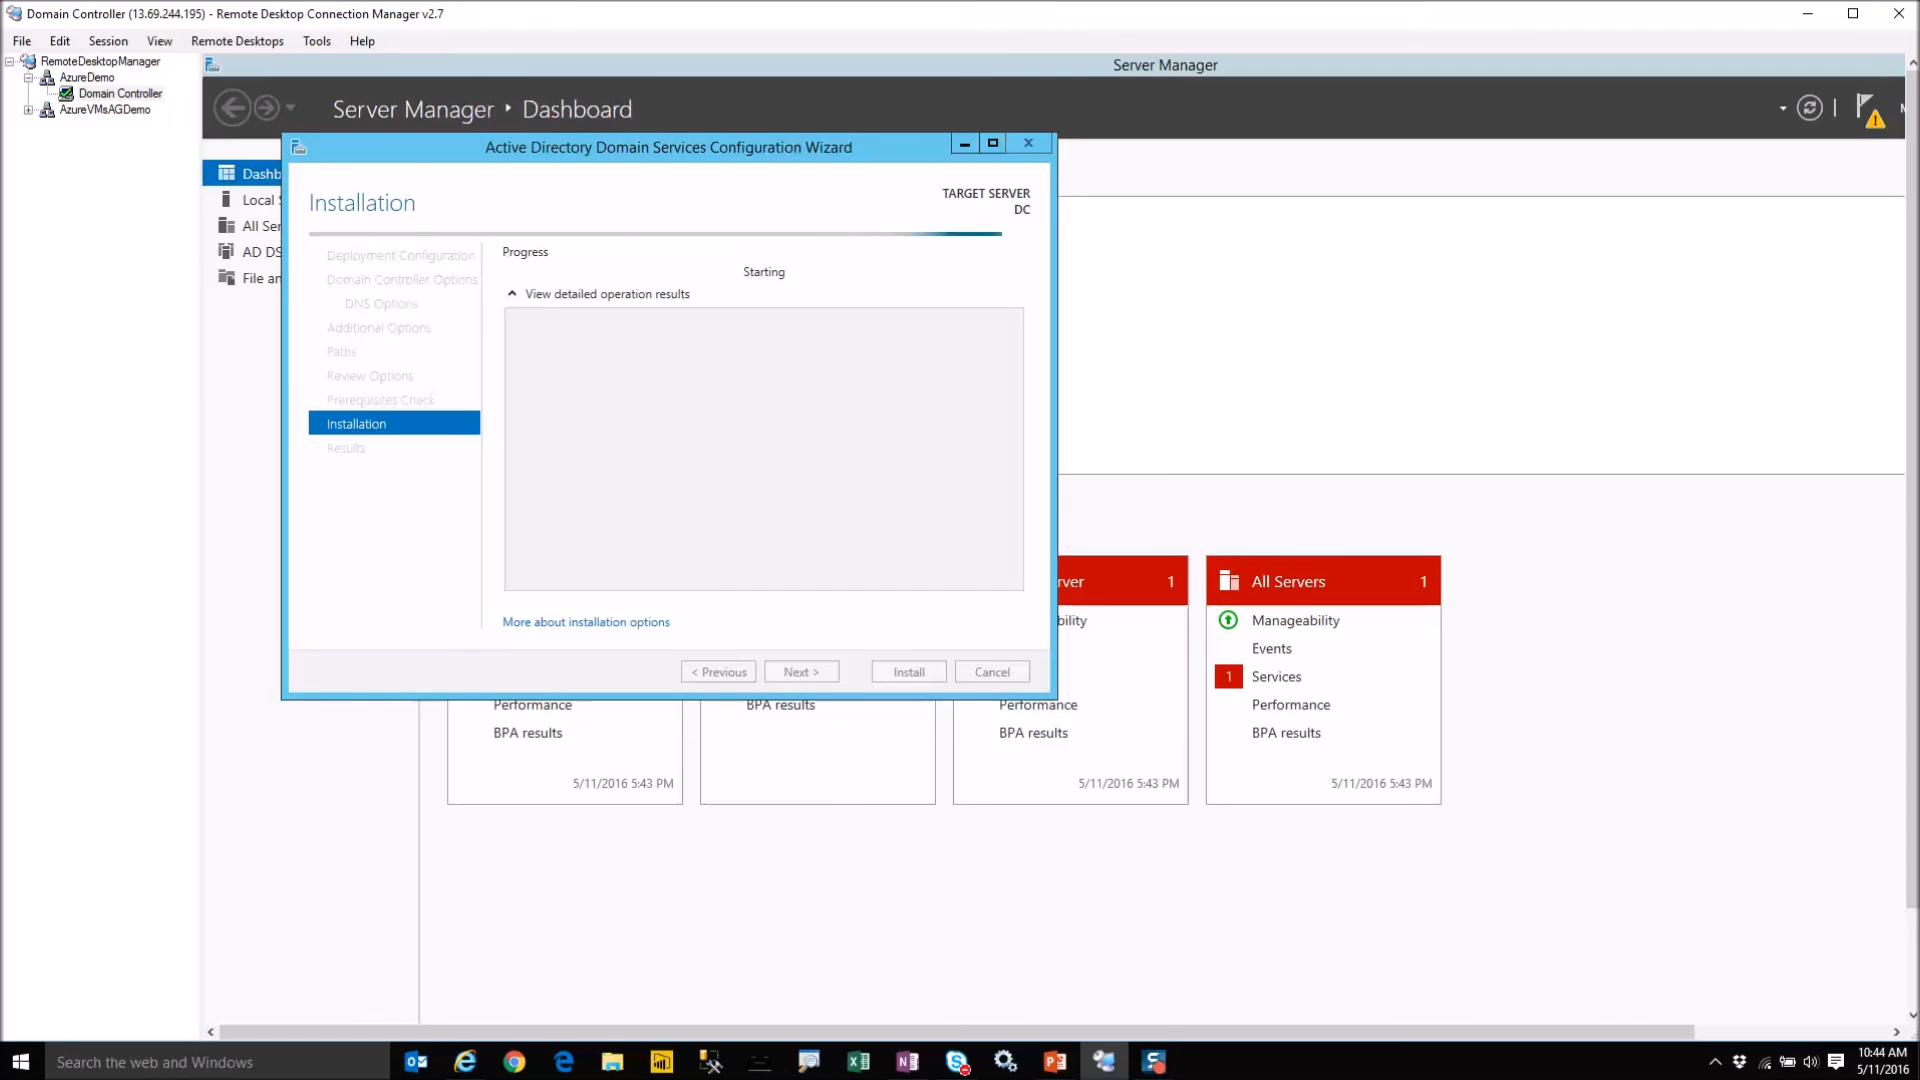 Domain Controller (13.69.244.195) - Remote Desktop Connection Manager v2.7
File Edit Session View Remote Desktops Tools Help
RemoteDesktopManager
AzureDemo
Domain Controller
AzureVMsAGDemo
Server Manager
Server Manager • Dashboard
Dashb
Local S
All Ser
AD DS
File an
Active Directory Domain Services Configuration Wizard
Installation
TARGET SERVER
DC
Deployment Configuration
Domain Controller Options
DNS Options
Additional Options
Paths
Review Options
Prerequisites Check
Installation
Results
Progress
Starting
View detailed operation results
More about installation options
< Previous Next > Install Cancel
Performance
BPA results
5/11/2016 5:43 PM
BPA results
rver 1
bility
Performance
BPA results
5/11/2016 5:43 PM
All Servers 1
Manageability
Events
1 Services
Performance
BPA results
5/11/2016 5:43 PM
Search the web and Windows
10:44 AM
5/11/2016